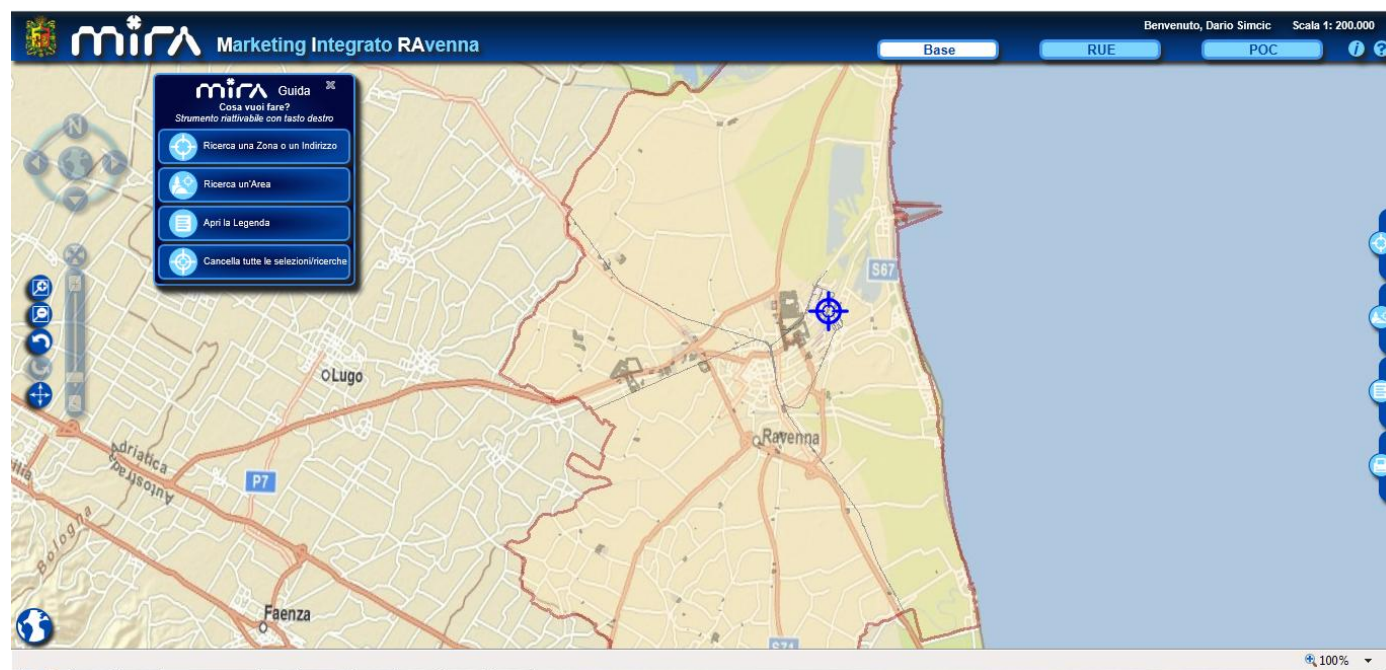 mira Marketing Integrato RAvenna
Benvenuto, Dario Simcic Scala 1: 200.000
Base RUE POC i ?
mira Guida
Cosa vuoi fare?
Strumento riattivabile con tasto destro
Ricerca una Zona o un Indirizzo
Ricerca un'Area
Apri la Legenda
Cancella tutte le selezioni/ricerche
N
S67
Lugo
Ravenna
Adriatica
Autostrada
P7
Bologna
Faenza
S71
100%